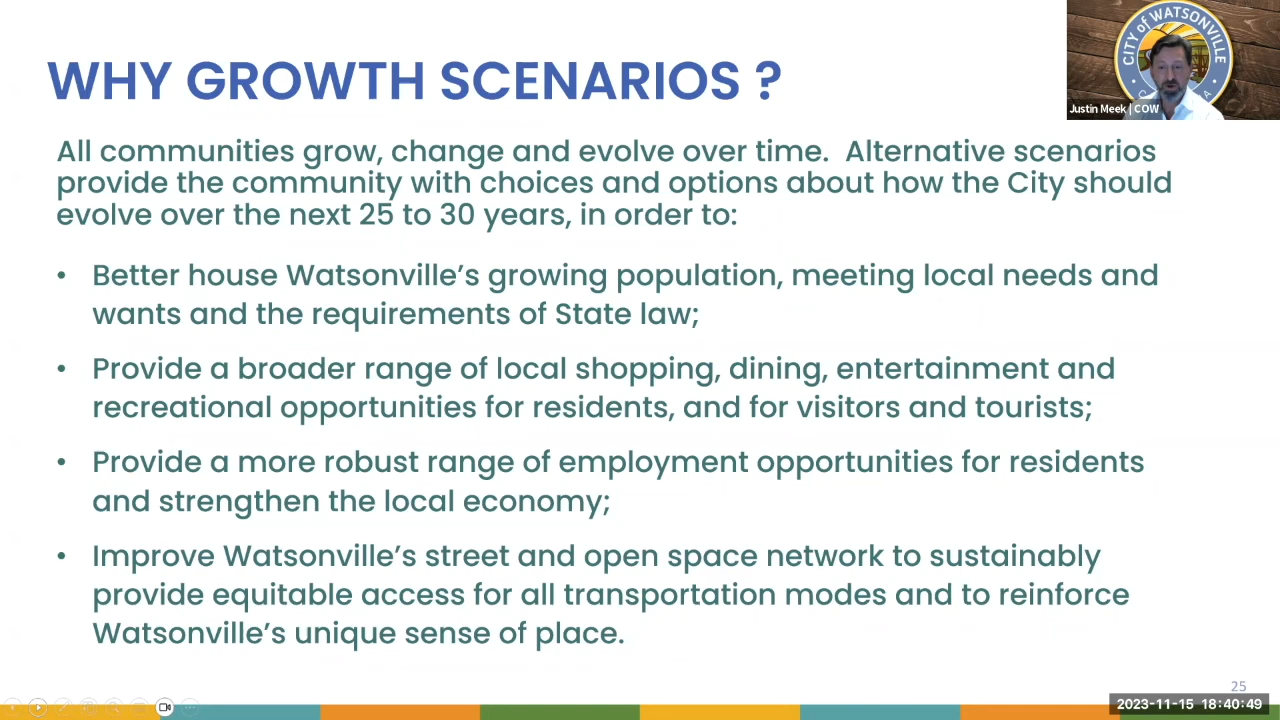 WHY GROWTH SCENARIOS ?
CITY of WATSONVILLE
Justin Meek | COW
All communities grow, change and evolve over time.  Alternative scenarios
provide the community with choices and options about how the City should
evolve over the next 25 to 30 years, in order to:
• Better house Watsonville’s growing population, meeting local needs and
wants and the requirements of State law;
• Provide a broader range of local shopping, dining, entertainment and
recreational opportunities for residents, and for visitors and tourists;
• Provide a more robust range of employment opportunities for residents
and strengthen the local economy;
• Improve Watsonville’s street and open space network to sustainably
provide equitable access for all transportation modes and to reinforce
Watsonville’s unique sense of place.
25
2023-11-15 18:40:49